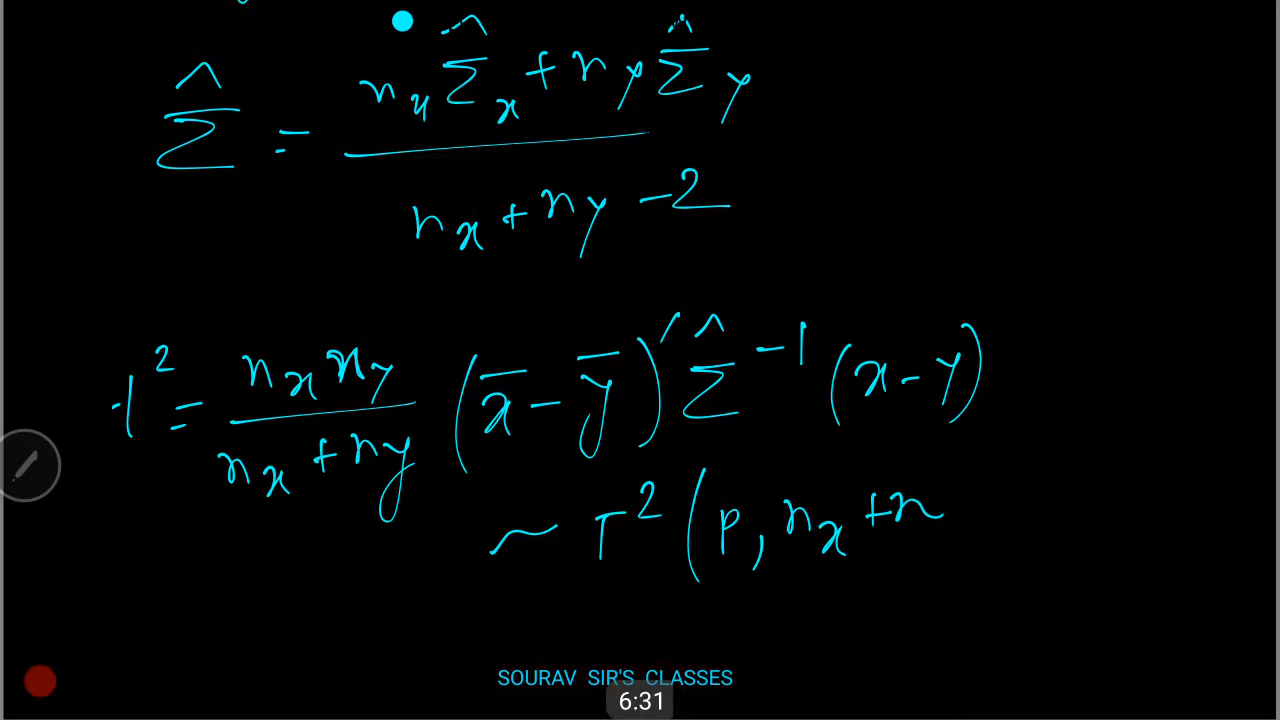 Σ̂ = (n_x Σ̂_x + n_y Σ̂_y) / (n_x + n_y - 2)
t² = (n_x n_y) / (n_x + n_y) (x̄ - ȳ)′ Σ̂⁻¹ (x - y)
~ T² (p, n_x + n
SOURAV SIR'S CLASSES
6:31